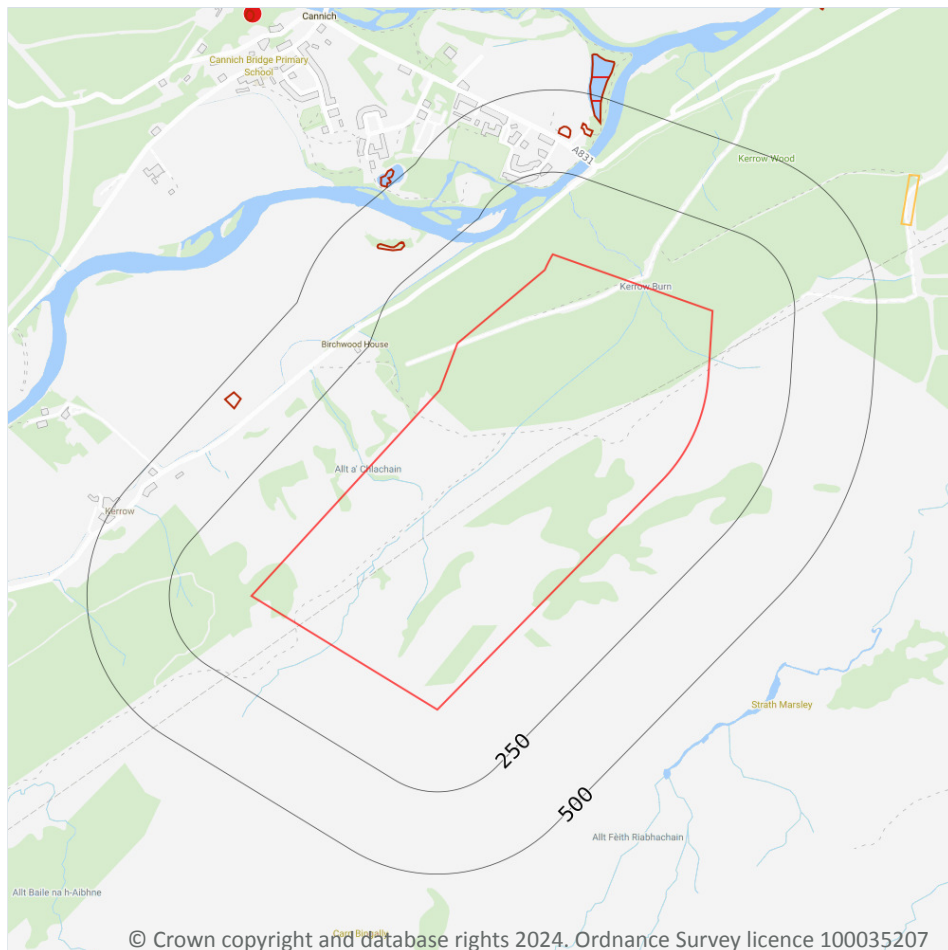 Cannich
Cannich Bridge Primary
School
A831
Kerrow Wood
Kerrow Burn
Birchwood House
Allt a' Chlachain
Kerrow
Strath Marsley
250
500
Allt Fèith Riabhachain
Allt Baile na h-Aibhne
© Crown copyright and database rights 2024. Ordnance Survey licence 100035207